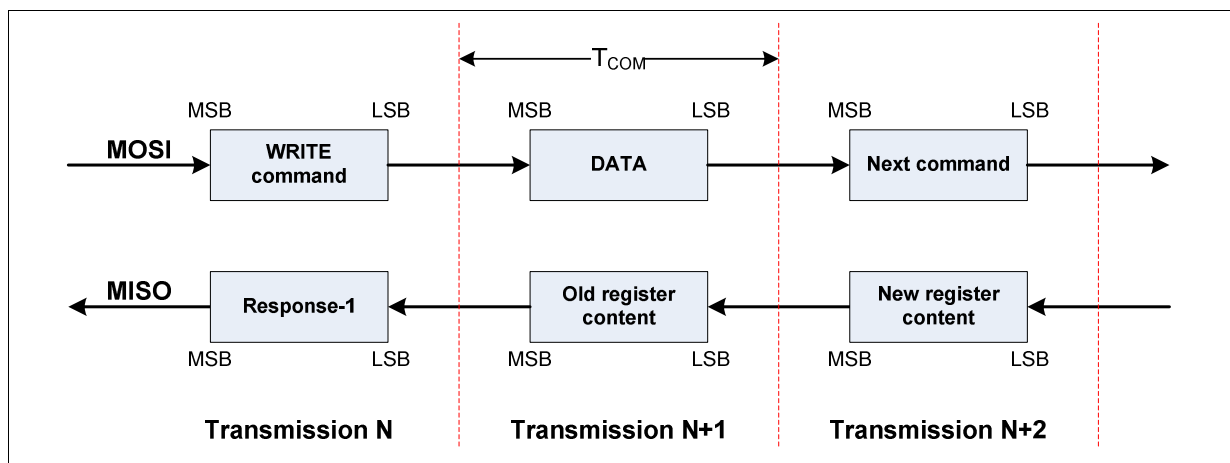 T_COM
MSB LSB MSB LSB MSB LSB
MOSI
WRITE
command
DATA
Next command
MISO
Response-1
Old register
content
New register
content
MSB LSB MSB LSB MSB LSB
Transmission N Transmission N+1 Transmission N+2